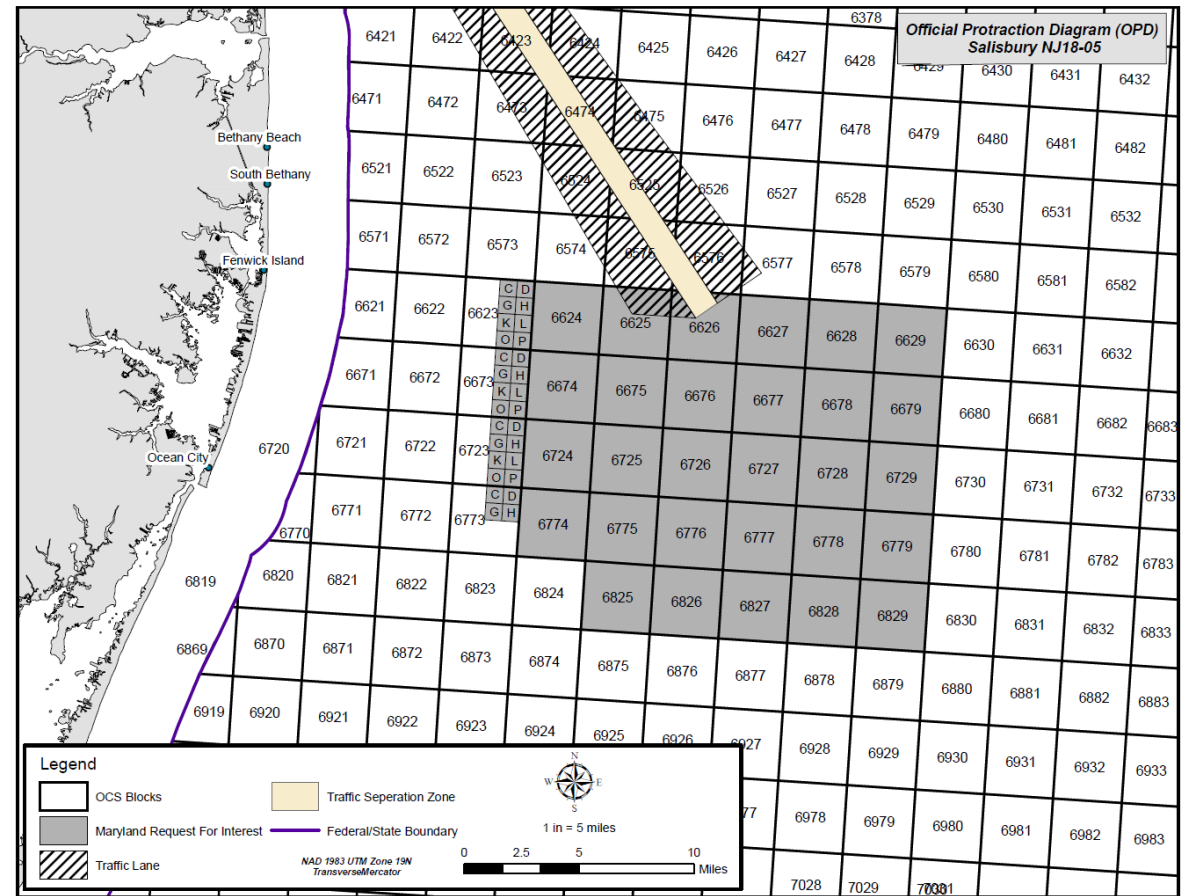 6378
Official Protraction Diagram (OPD)
Salisbury NJ18-05
6421 6422 6423 6424 6425 6426 6427 6428 6429 6430 6431 6432
6471 6472 6473 6474 6475 6476 6477 6478 6479 6480 6481 6482
Bethany Beach
South Bethany
6521 6522 6523 6524 6525 6526 6527 6528 6529 6530 6531 6532
Fenwick Island
6571 6572 6573 6574 6575 6576 6577 6578 6579 6580 6581 6582
C D
G H
K L
O P
6621 6622 6623 6624 6625 6626 6627 6628 6629 6630 6631 6632
C D
G H
K L
O P
6671 6672 6673 6674 6675 6676 6677 6678 6679 6680 6681 6682 6683
C D
G H
K L
O P
Ocean City
6720 6721 6722 6723 6724 6725 6726 6727 6728 6729 6730 6731 6732 6733
C D
G H
6770 6771 6772 6773 6774 6775 6776 6777 6778 6779 6780 6781 6782 6783
6819 6820 6821 6822 6823 6824 6825 6826 6827 6828 6829 6830 6831 6832 6833
6869 6870 6871 6872 6873 6874 6875 6876 6877 6878 6879 6880 6881 6882 6883
6919 6920 6921 6922 6923 6924 6925 6926 6927 6928 6929 6930 6931 6932 6933
77 6978 6979 6980 6981 6982 6983
7028 7029
Legend
OCS Blocks
Traffic Seperation Zone
Maryland Request For Interest
Federal/State Boundary
Traffic Lane
NAD 1983 UTM Zone 19N
TransverseMercator
N
W E
S
1 in = 5 miles
0 2.5 5 10
Miles